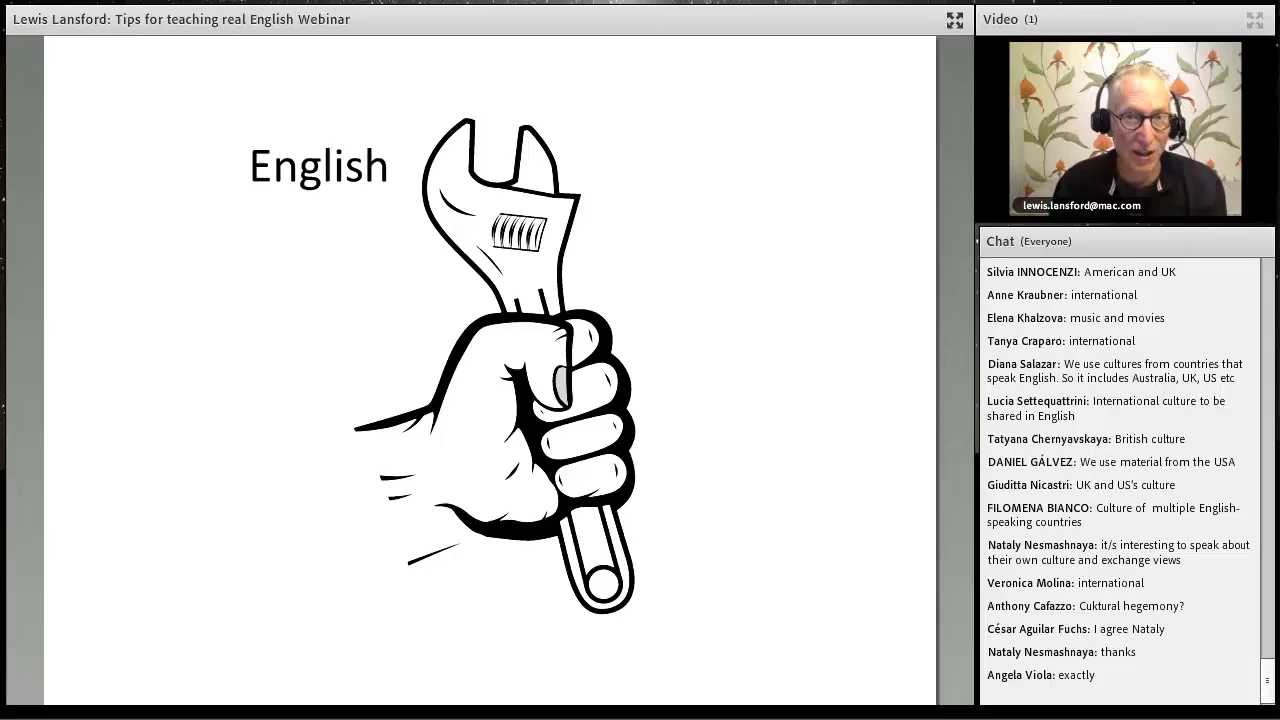 Lewis Lansford: Tips for teaching real English Webinar
English
Video (1)
lewis.lansford@mac.com
Chat (Everyone)
Silvia INNOCENZI: American and UK
Anne Kraubner: international
Elena Khalzova: music and movies
Tanya Craparo: international
Diana Salazar: We use cultures from countries that
speak English. So it includes Australia, UK, US etc
Lucia Settequattrini: International culture to be
shared in English
Tatyana Chernyavskaya: British culture
DANIEL GÁLVEZ: We use material from the USA
Giuditta Nicastri: UK and US's culture
FILOMENA BIANCO: Culture of multiple English-
speaking countries
Nataly Nesmashnaya: it/s interesting to speak about
their own culture and exchange views
Veronica Molina: international
Anthony Cafazzo: Cuktural hegemony?
César Aguilar Fuchs: I agree Nataly
Nataly Nesmashnaya: thanks
Angela Viola: exactly